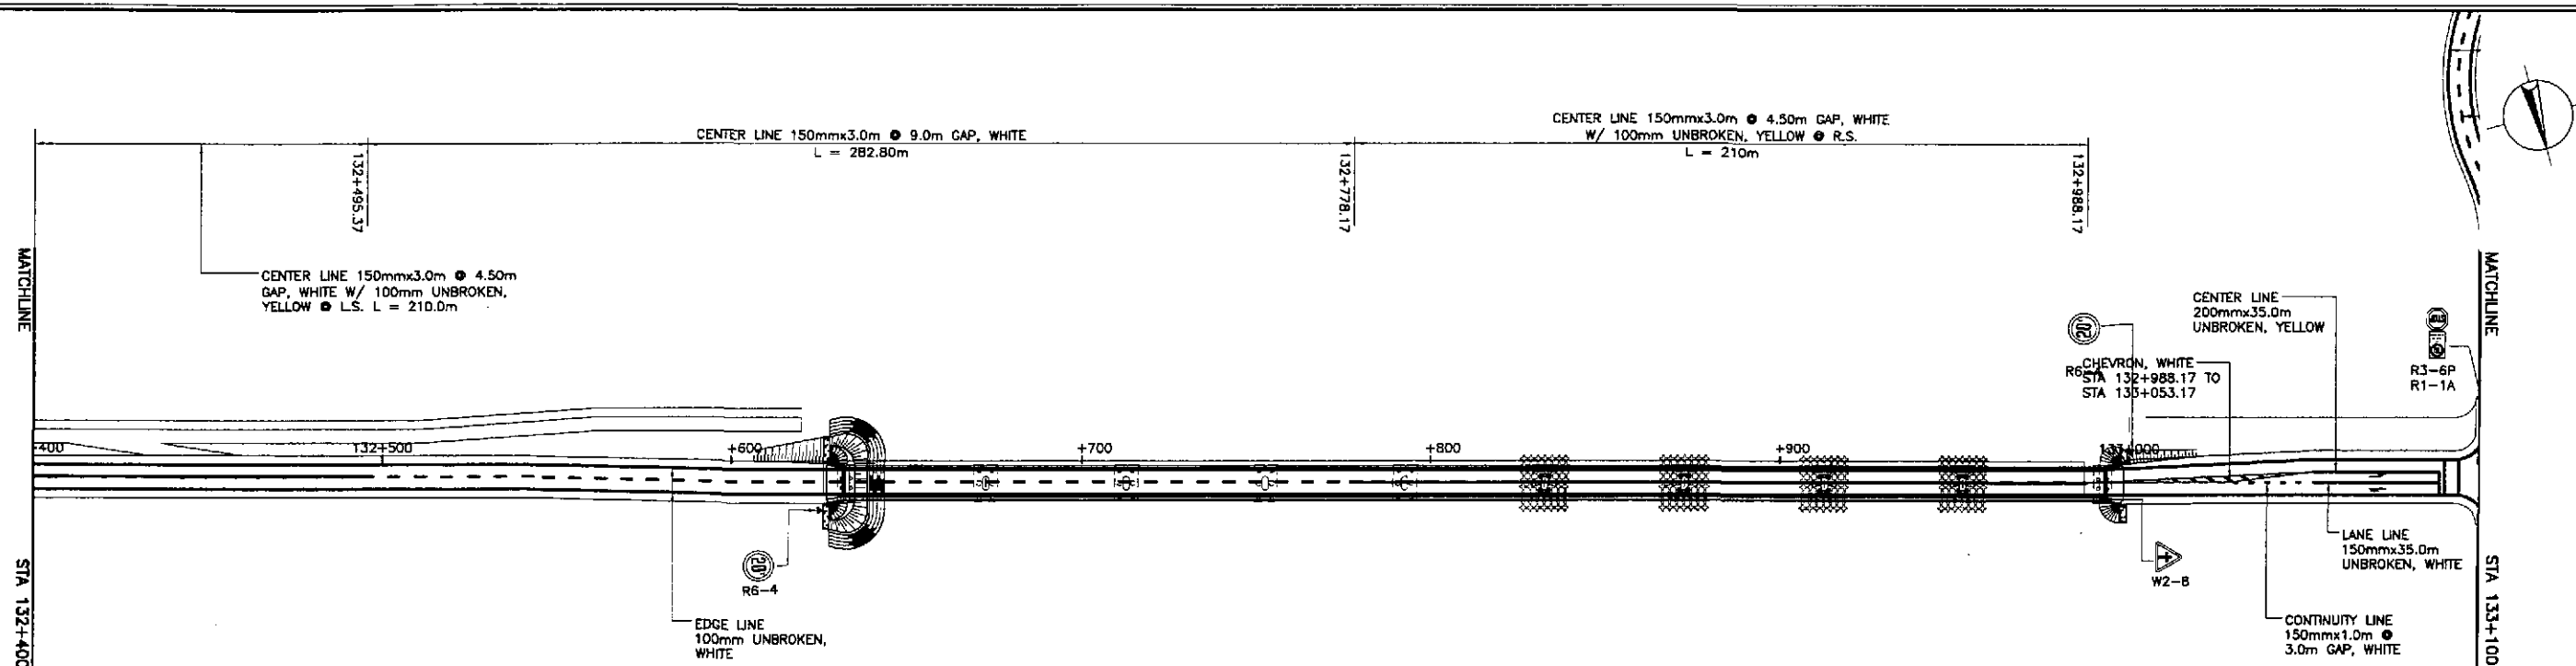 CENTER LINE 150mmx3.0m @ 9.0m GAP, WHITE
L = 282.80m
CENTER LINE 150mmx3.0m @ 4.50m GAP, WHITE
W/ 100mm UNBROKEN, YELLOW @ R.S.
L = 210m
132+495.37
132+778.17
132+988.17
CENTER LINE 150mmx3.0m @ 4.50m
GAP, WHITE W/ 100mm UNBROKEN,
YELLOW @ L.S. L = 210.0m
MATCHLINE
STA 132+400
MATCHLINE
STA 133+100
CENTER LINE
200mmx35.0m
UNBROKEN, YELLOW
CHEVRON, WHITE
STA 132+988.17 TO
STA 133+053.17
R3-6P
R1-1A
+400
132+500
+600
+700
+800
+900
133+000
R6-4
EDGE LINE
100mm UNBROKEN,
WHITE
W2-8
LANE LINE
150mmx35.0m
UNBROKEN, WHITE
CONTINUITY LINE
150mmx1.0m @
3.0m GAP, WHITE